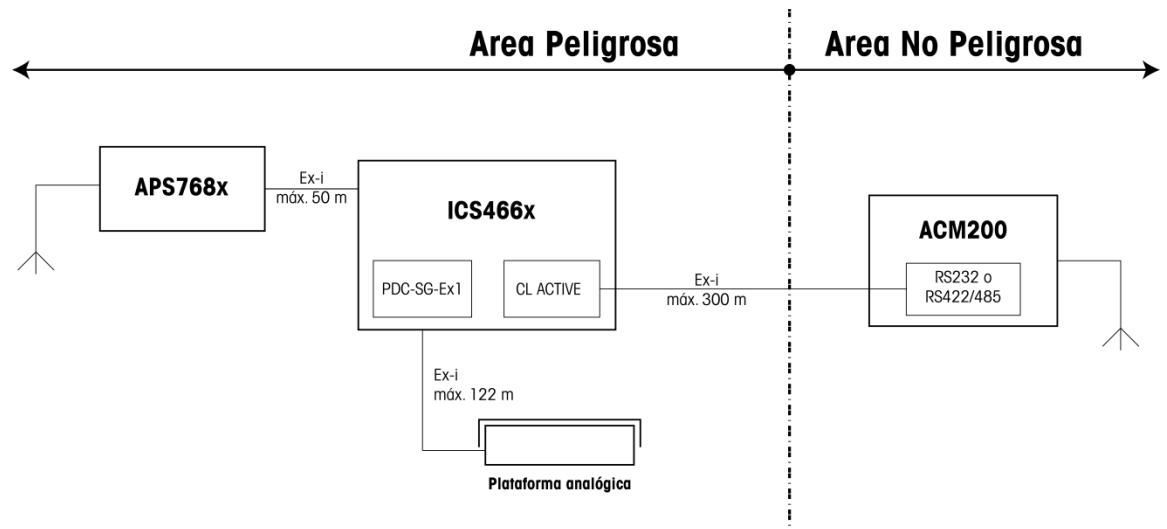 Area Peligrosa
Area No Peligrosa
APS768x
Ex-i
máx. 50 m
ICS466x
PDC-SG-Ex1
CL ACTIVE
Ex-i
máx. 300 m
ACM200
RS232 o
RS422/485
Ex-i
máx. 122 m
Plataforma analógica